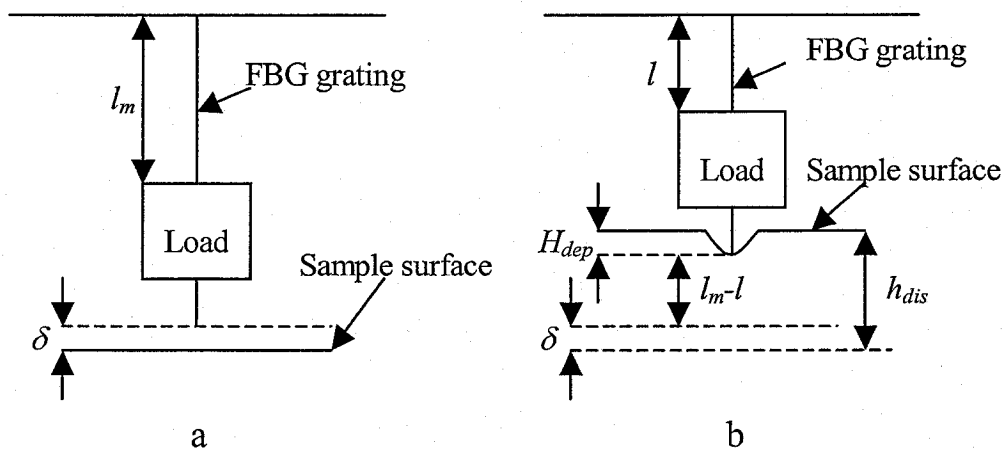 FBG grating
l_m
Load
Sample surface
δ
a
FBG grating
l
Load
Sample surface
H_dep
l_m-l
h_dis
δ
b